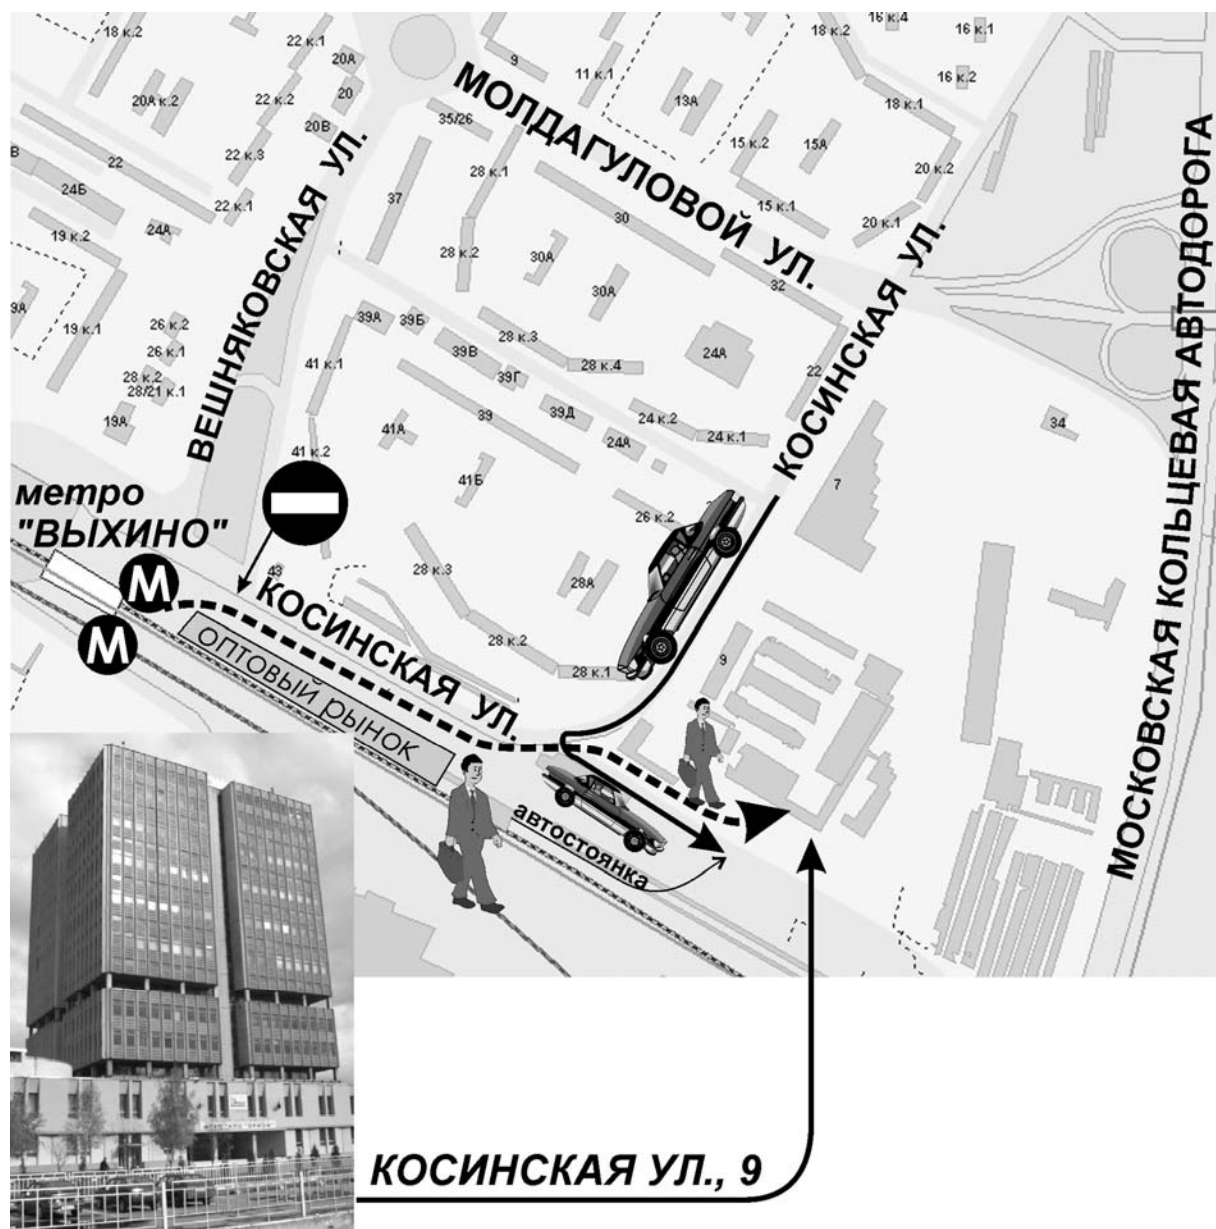 18 к.2
22 к.1
20А
9
11 к.1
18 к.2
16 к.4
16 к.1
МОЛДАГУЛОВОЙ УЛ.
20А к.2
22 к.2
20
13А
18 к.1
16 к.2
20В
35/26
22
22 к.3
15 к.2
15А
В
24Б
28 к.1
20 к.2
22 к.1
37
30
15 к.1
20 к.1
24А
19 к.2
28 к.2
30А
30А
32
ВЕШНЯКОВСКАЯ УЛ.
КОСИНСКАЯ УЛ.
МОСКОВСКАЯ КОЛЬЦЕВАЯ АВТОДОРОГА
9А
19 к.1
26 к.2
39А
39Б
28 к.3
39В
24А
26 к.1
41 к.1
28 к.4
28 к.2
39Г
22
28/21 к.1
39
39Д
24 к.2
19А
41А
24А
24 к.1
34
41 к.2
41Б
7
метро
"ВЫХИНО"
26 к.2
М
43
28 к.3
28А
КОСИНСКАЯ УЛ.
М
28 к.2
9
ОПТОВЫЙ РЫНОК
28 к.1
автостоянка
КОСИНСКАЯ УЛ., 9